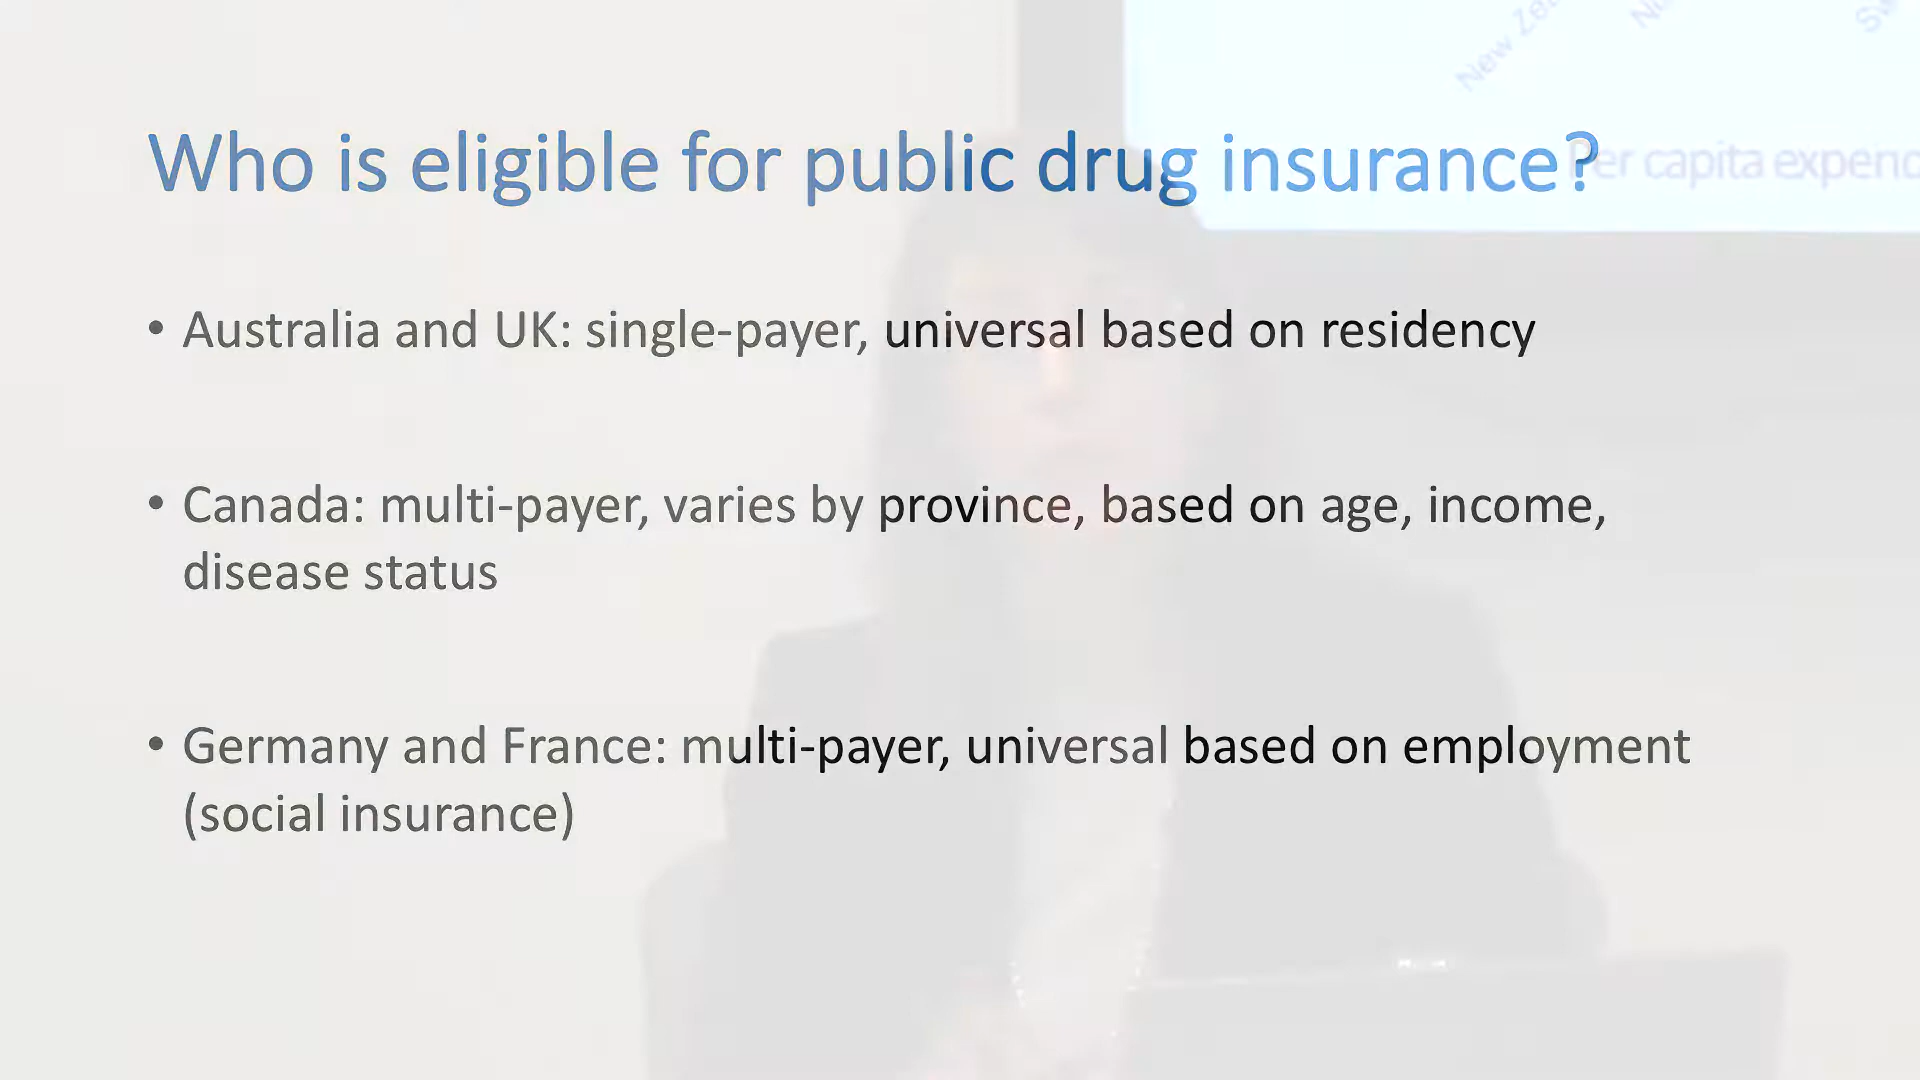 Who is eligible for public drug insurance?
• Australia and UK: single-payer, universal based on residency
• Canada: multi-payer, varies by province, based on age, income,
disease status
• Germany and France: multi-payer, universal based on employment
(social insurance)
New
capita